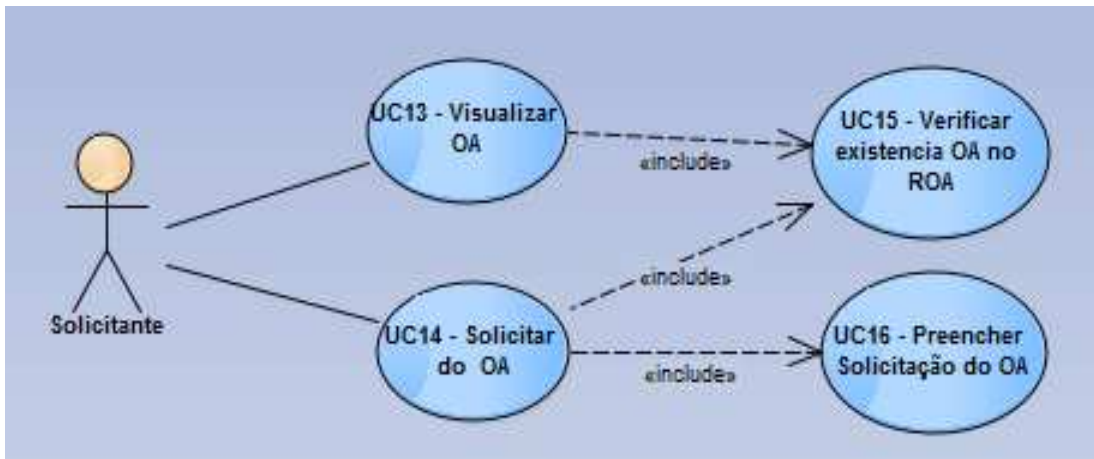 UC13 - Visualizar
OA
«include»
UC15 - Verificar
existencia OA no
ROA
Solicitante
«include»
UC14 - Solicitar
do OA
«include»
UC16 - Preencher
Solicitação do OA